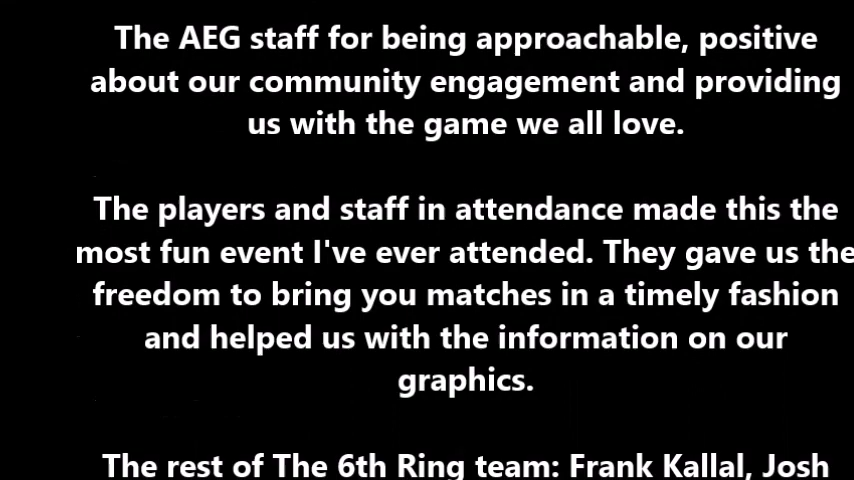 The AEG staff for being approachable, positive
about our community engagement and providing
us with the game we all love.
The players and staff in attendance made this the
most fun event I've ever attended. They gave us the
freedom to bring you matches in a timely fashion
and helped us with the information on our
graphics.
The rest of The 6th Ring team: Frank Kallal, Josh